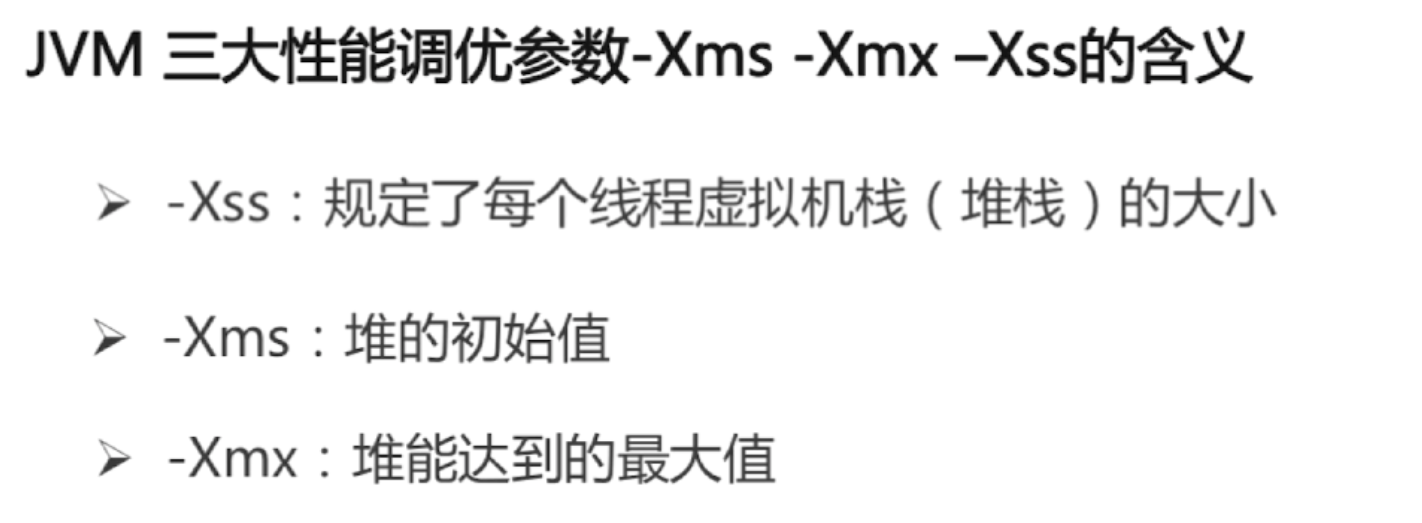 JVM 三大性能调优参数-Xms -Xmx –Xss的含义
➢ -Xss：规定了每个线程虚拟机栈（堆栈）的大小
➢ -Xms：堆的初始值
➢ -Xmx：堆能达到的最大值